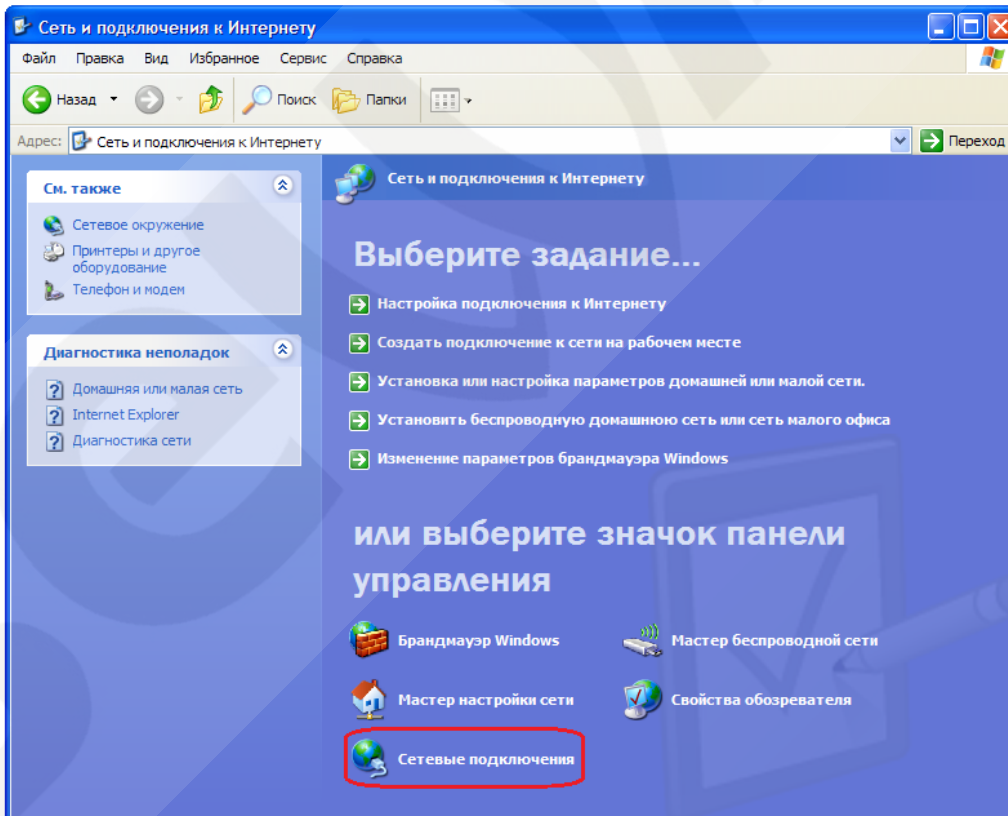 Сеть и подключения к Интернету
Файл Правка Вид Избранное Сервис Справка
Назад Поиск Папки
Адрес: Сеть и подключения к Интернету Переход
См. также
Сетевое окружение
Принтеры и другое
оборудование
Телефон и модем
Диагностика неполадок
Домашняя или малая сеть
Internet Explorer
Диагностика сети
Сеть и подключения к Интернету
Выберите задание...
Настройка подключения к Интернету
Создать подключение к сети на рабочем месте
Установка или настройка параметров домашней или малой сети.
Установить беспроводную домашнюю сеть или сеть малого офиса
Изменение параметров брандмауэра Windows
или выберите значок панели
управления
Брандмауэр Windows
Мастер беспроводной сети
Мастер настройки сети
Свойства обозревателя
Сетевые подключения